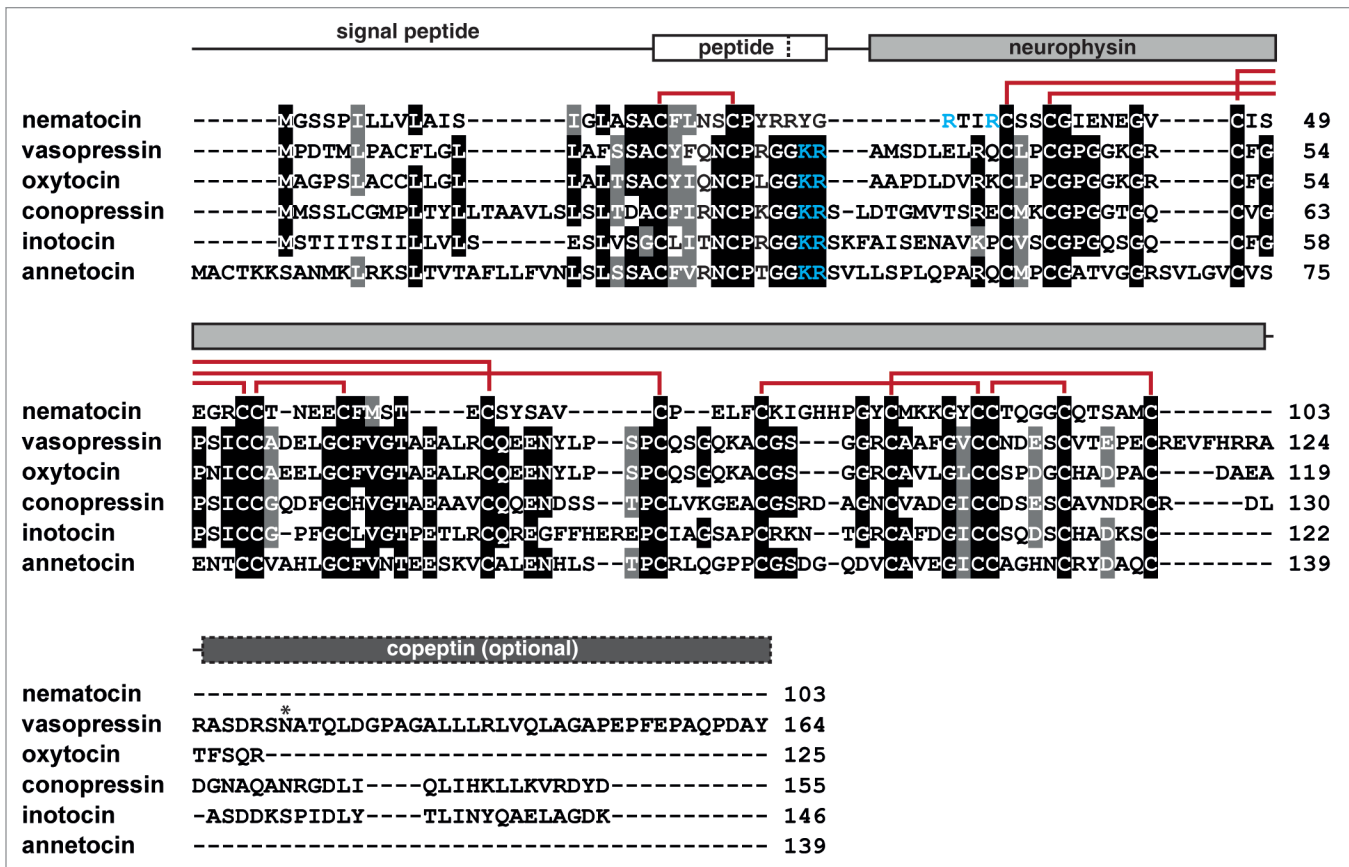 signal peptide peptide neurophysin
nematocin ------MGSSPILLVLAIS-------IGLASACFLNSCPYRRYG--------RTIRCSSCGIENEGV-----CIS 49
vasopressin ------MPDTMLPACFLGL-------LAFSSACYFQNCPRGGKR---AMSDLELRQCLPCGPGGKGR-----CFG 54
oxytocin ------MAGPSLACCLLGL-------LALTSACYIQNCPLGGKR---AAPDLDVRKCLPCGPGGKGR-----CFG 54
conopressin ------MMSSLCGMPLTYLLTAAVLSLSLTDACFIRNCPKGGKRS-LDTGMVTSRECMKCGPGGTGQ-----CVG 63
inotocin ------MSTIITSIILLVLS------ESLVSGCLITNCPRGGKRSKFAISENAVKPCVSCGPGQSGQ-----CFG 58
annetocin MACTKKSANMKLRKSLTVTAFLLFVNLSLSSACFVRNCPTGGKRSVLLSPLQPARQCMPCGATVGGRSVLGVCVS 75
nematocin EGRCCT-NEECFMST----ECSYSAV------CP--ELFCKIGHHPGYCMKKGYCCTQGGCQTSAMC-------- 103
vasopressin PSICCADELGCFVGTAEALRCQEENYLP--SPCQSGQKACGS---GGRCAAFGVCCNDESCVTEPECREVFHRRA 124
oxytocin PNICCAEELGCFVGTAEALRCQEENYLP--SPCQSGQKACGS---GGRCAVLGLCCSPDGCHADPAC----DAEA 119
conopressin PSICCGQDFGCHVGTAEAAVCQQENDSS--TPCLVKGEACGSRD-AGNCVADGICCDSESCAVNDRCR-----DL 130
inotocin PSICCG-PFGCLVGTPETLRCQREGFFHEREPCIAGSAPCRKN--TGRCAFDGICCSQDSCHADKSC-------- 122
annetocin ENTCCVAHLGCFVNTEESKVCALENHLS--TPCRLQGPPCGSDG-QDVCAVEGICCAGHNCRYDAQC-------- 139
copeptin (optional)
nematocin ---------------------------------------- 103
*
vasopressin RASDRSNATQLDGPAGALLLRLVQLAGAPEPFEPAQPDAY 164
oxytocin TFSQR----------------------------------- 125
conopressin DGNAQANRGDLI----QLIHKLLKVRDYD----------- 155
inotocin -ASDDKSPIDLY----TLINYQAELAGDK----------- 146
annetocin ---------------------------------------- 139